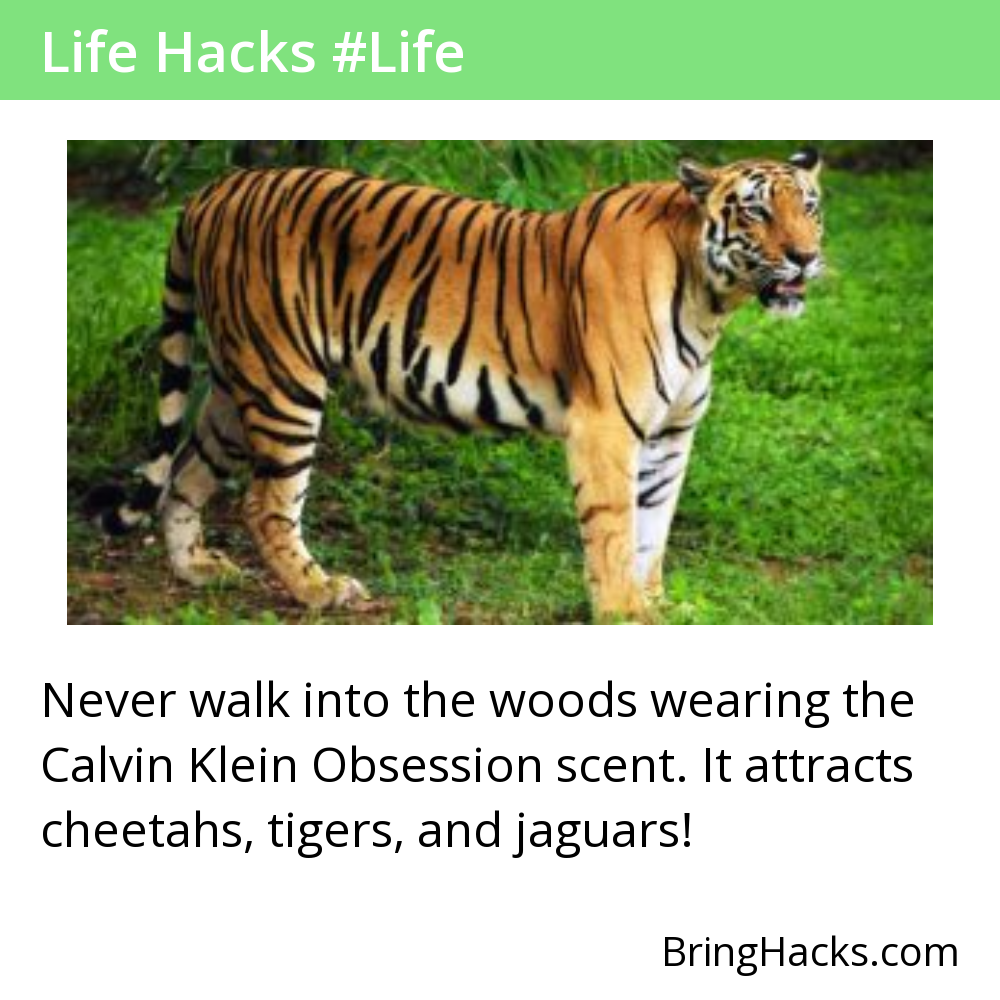 Life Hacks #Life
Never walk into the woods wearing the
Calvin Klein Obsession scent. It attracts
cheetahs, tigers, and jaguars!
BringHacks.com